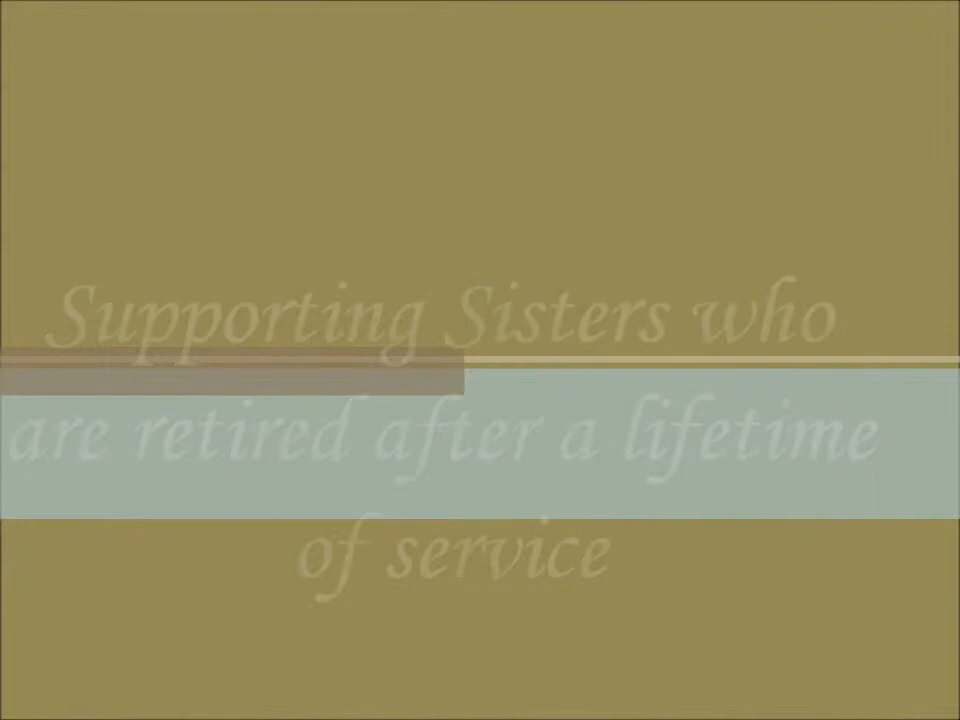 Supporting Sisters who
are retired after a lifetime
of service